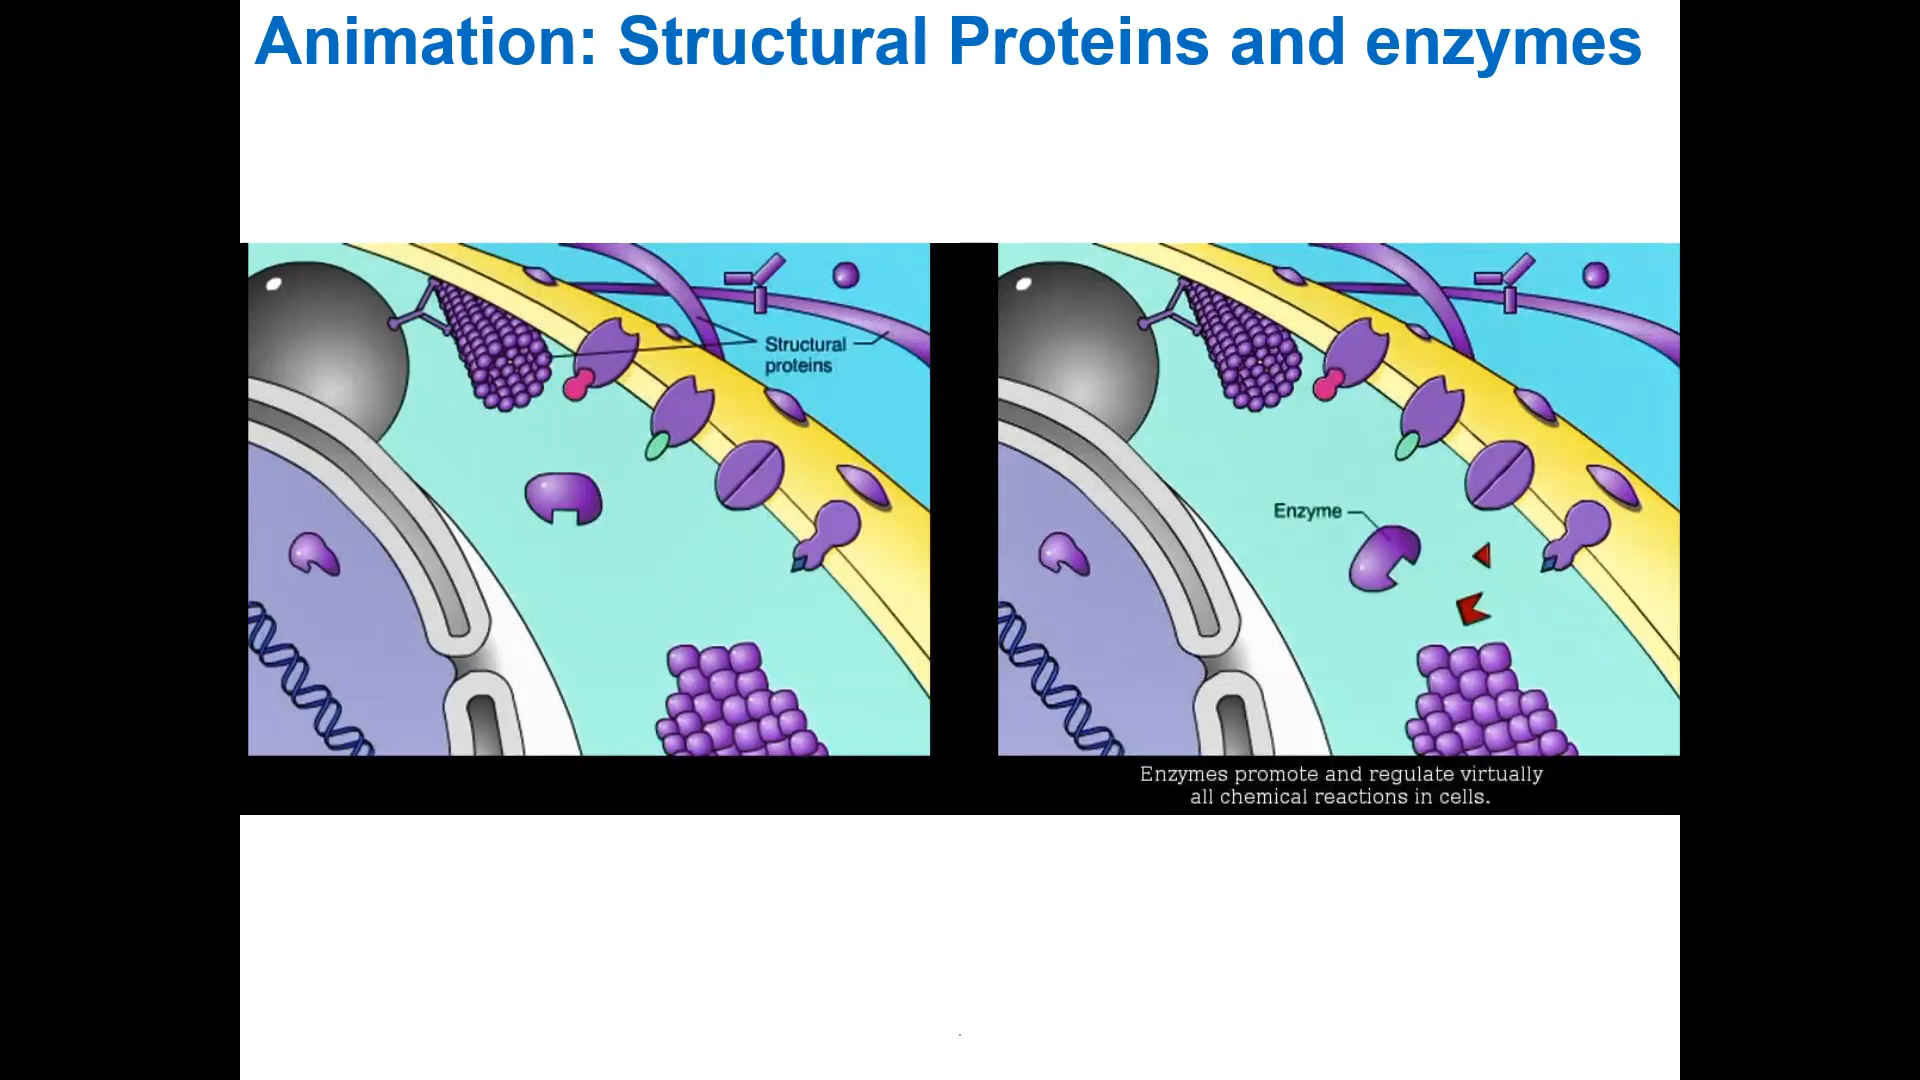 Animation: Structural Proteins and enzymes
Structural
proteins
Enzyme
Enzymes promote and regulate virtually
all chemical reactions in cells.